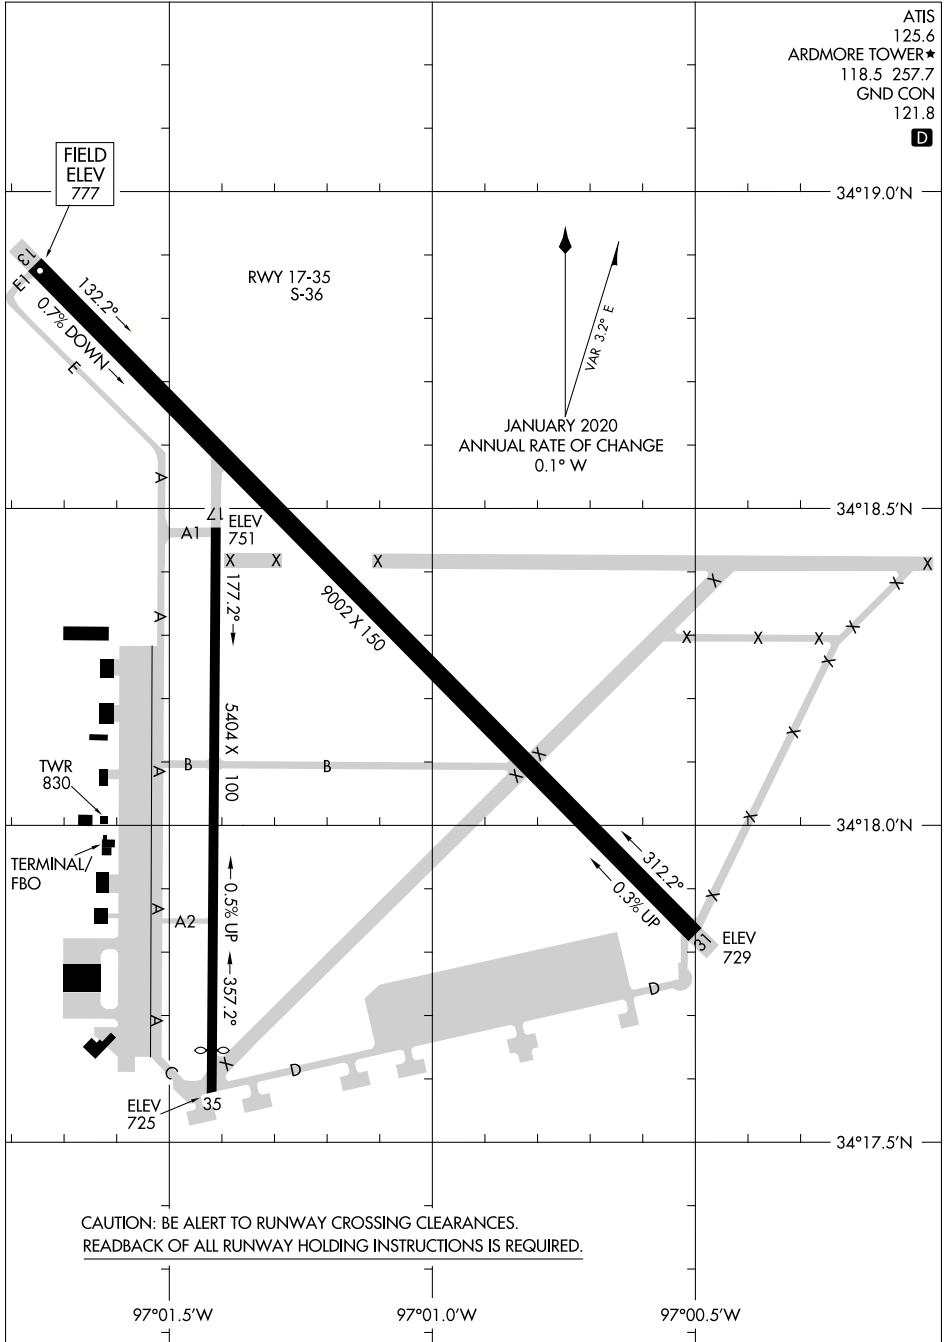 ATIS
125.6
ARDMORE TOWER★
118.5 257.7
GND CON
121.8
D
FIELD
ELEV
777
34°19.0'N
13
E1
132.2°
0.7% DOWN
E
RWY 17-35
S-36
VAR 3.2° E
JANUARY 2020
ANNUAL RATE OF CHANGE
0.1° W
A
34°18.5'N
17
ELEV
751
A1
X X X X
177.2°
9002 X 150
X
X
A
X X X X
X
5404 X 100
X
B B
X
X
A
TWR
830
X
34°18.0'N
TERMINAL/
FBO
312.2°
0.3% UP
X
A
A2
0.5% UP
31
ELEV
729
357.2°
D
A
X
C
D
ELEV
725
35
34°17.5'N
CAUTION: BE ALERT TO RUNWAY CROSSING CLEARANCES.
READBACK OF ALL RUNWAY HOLDING INSTRUCTIONS IS REQUIRED.
97°01.5'W
97°01.0'W
97°00.5'W